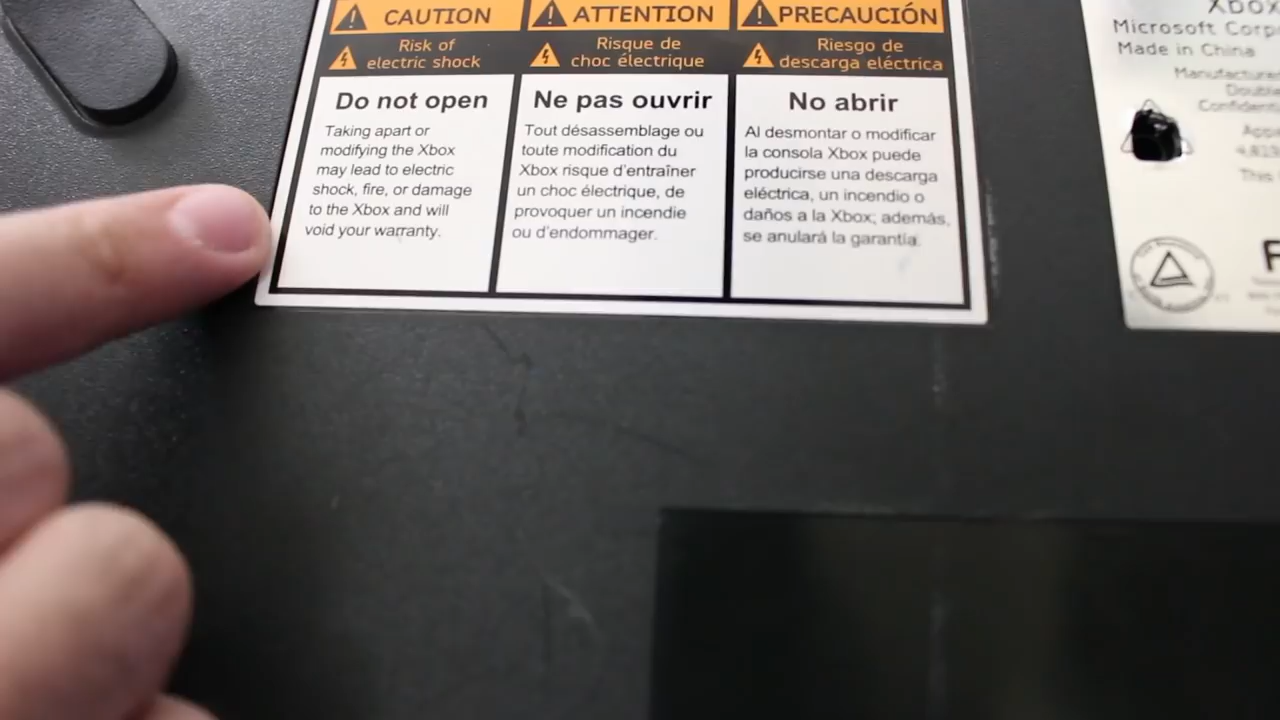 CAUTION
Risk of
electric shock
Do not open
Taking apart or
modifying the Xbox
may lead to electric
shock, fire, or damage
to the Xbox and will
void your warranty.
ATTENTION
Risque de
choc électrique
Ne pas ouvrir
Tout désassemblage ou
toute modification du
Xbox risque d'entraîner
un choc électrique, de
provoquer un incendie
ou d'endommager.
PRECAUCIÓN
Riesgo de
descarga eléctrica
No abrir
Al desmontar o modificar
la consola Xbox puede
producirse una descarga
eléctrica, un incendio o
daños a la Xbox; además,
se anulará la garantía.
Xbox
Microsoft Corp
Made in China
This